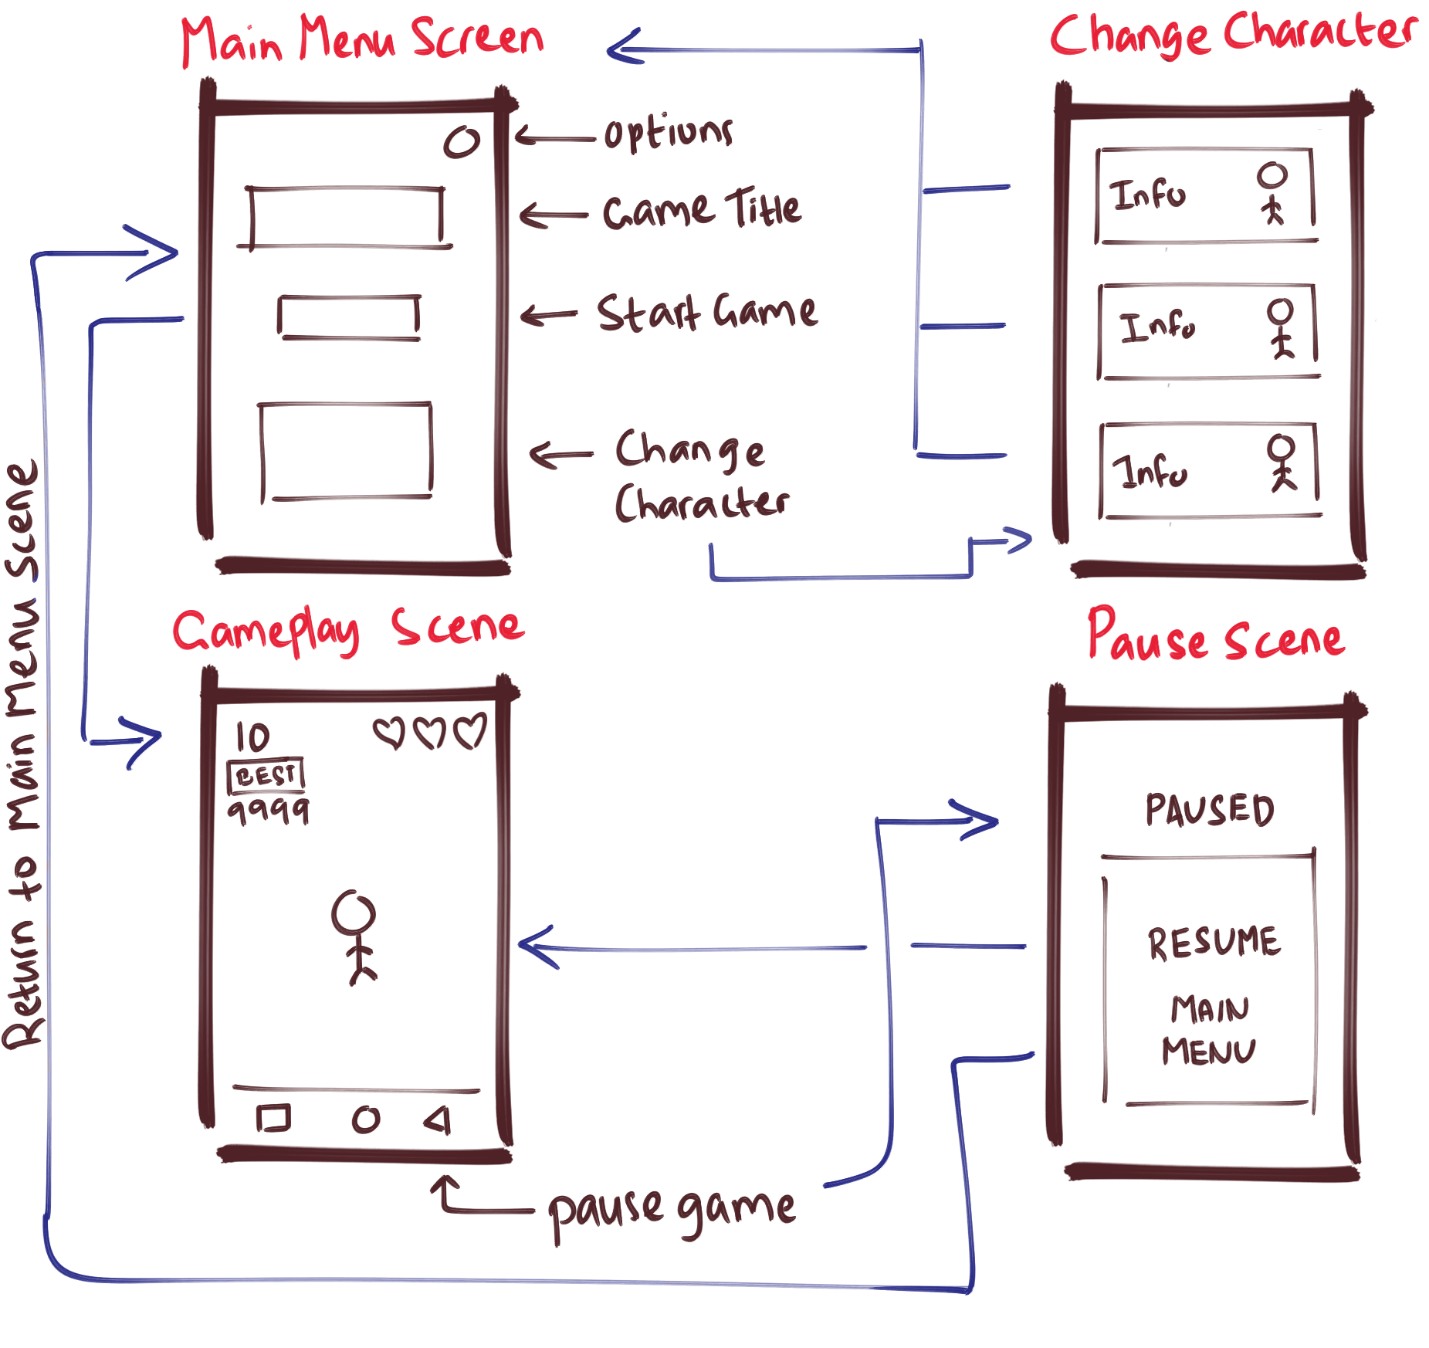 Main Menu Screen
options
Game Title
Start Game
Change
Character
Change Character
Info
Info
Info
Return to Main Menu Scene
Gameplay Scene
10
BEST
9999
pause game
Pause Scene
PAUSED
RESUME
MAIN
MENU